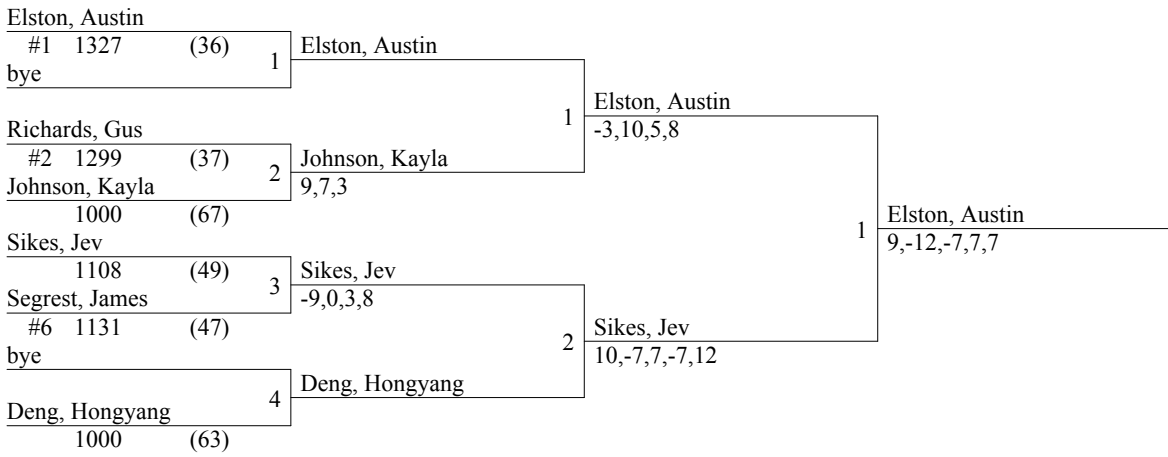 Elston, Austin
#1 1327 (36)
bye
1
Elston, Austin
Richards, Gus
#2 1299 (37)
Johnson, Kayla
1000 (67)
2
Johnson, Kayla
9,7,3
1
Elston, Austin
-3,10,5,8
Sikes, Jev
1108 (49)
Segrest, James
#6 1131 (47)
3
Sikes, Jev
-9,0,3,8
bye
Deng, Hongyang
1000 (63)
4
Deng, Hongyang
2
Sikes, Jev
10,-7,7,-7,12
1
Elston, Austin
9,-12,-7,7,7